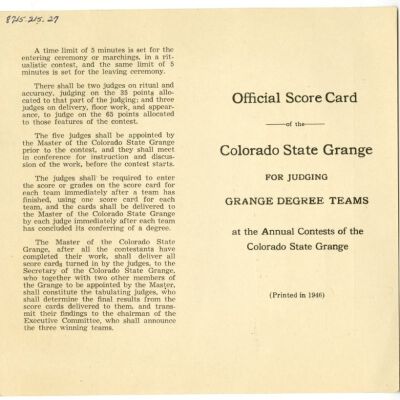 8715.215.27
A time limit of 5 minutes is set for the
entering ceremony or marchings, in a rit-
ualistic contest, and the same limit of 5
minutes is set for the leaving ceremony.
There shall be two judges on ritual and
accuracy, judging on the 35 points allo-
cated to that part of the judging; and three
judges on delivery, floor work, and appear-
ance, to judge on the 65 points allocated
to those features of the contest.
The five judges shall be appointed by
the Master of the Colorado State Grange
prior to the contest, and they shall meet
in conference for instruction and discus-
sion of the work, before the contest starts.
The judges shall be required to enter
the score or grades on the score card for
each team immediately after a team has
finished, using one score card for each
team, and the cards shall be delivered to
the Master of the Colorado State Grange
by each judge immediately after each team
has concluded its conferring of a degree.
The Master of the Colorado State
Grange, after all the contestants have
completed their work, shall deliver all
score cards turned in by the judges, to the
Secretary of the Colorado State Grange,
who together with two other members of
the Grange to be appointed by the Master,
shall constitute the tabulating judges, who
shall determine the final results from the
score cards delivered to them, and trans-
mit their findings to the chairman of the
Executive Committee, who shall announce
the three winning teams.
Official Score Card
of the
Colorado State Grange
FOR JUDGING
GRANGE DEGREE TEAMS
at the Annual Contests of the
Colorado State Grange
(Printed in 1946)